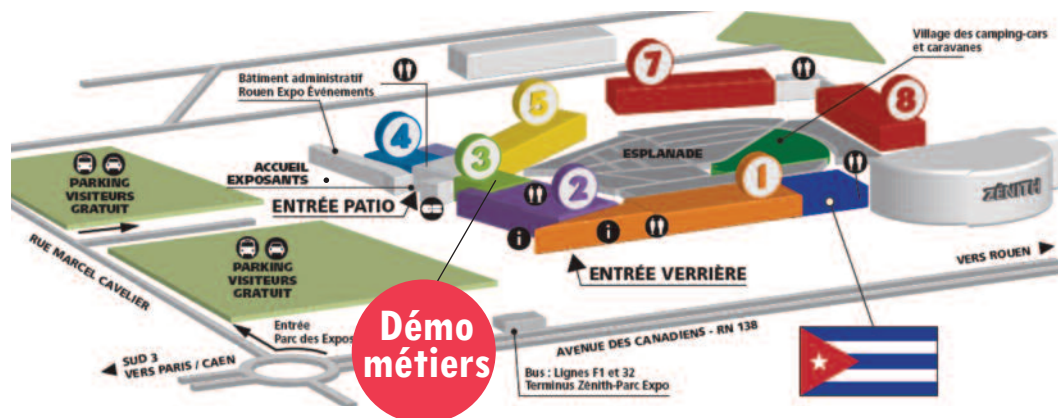 Village des camping-cars
et caravanes
7
Bâtiment administratif
Rouen Expo Événements
5
8
4
3
ESPLANADE
ACCUEIL
EXPOSANTS
2
1
ZÉNITH
PARKING
VISITEURS
GRATUIT
ENTRÉE PATIO
i
i
ENTRÉE VERRIÈRE
VERS ROUEN
RUE MARCEL CAVELIER
PARKING
VISITEURS
GRATUIT
Démo
métiers
Entrée
Parc des Expos
AVENUE DES CANADIENS - RN 138
SUD 3
VERS PARIS / CAEN
Bus : Lignes F1 et 32
Terminus Zénith-Parc Expo